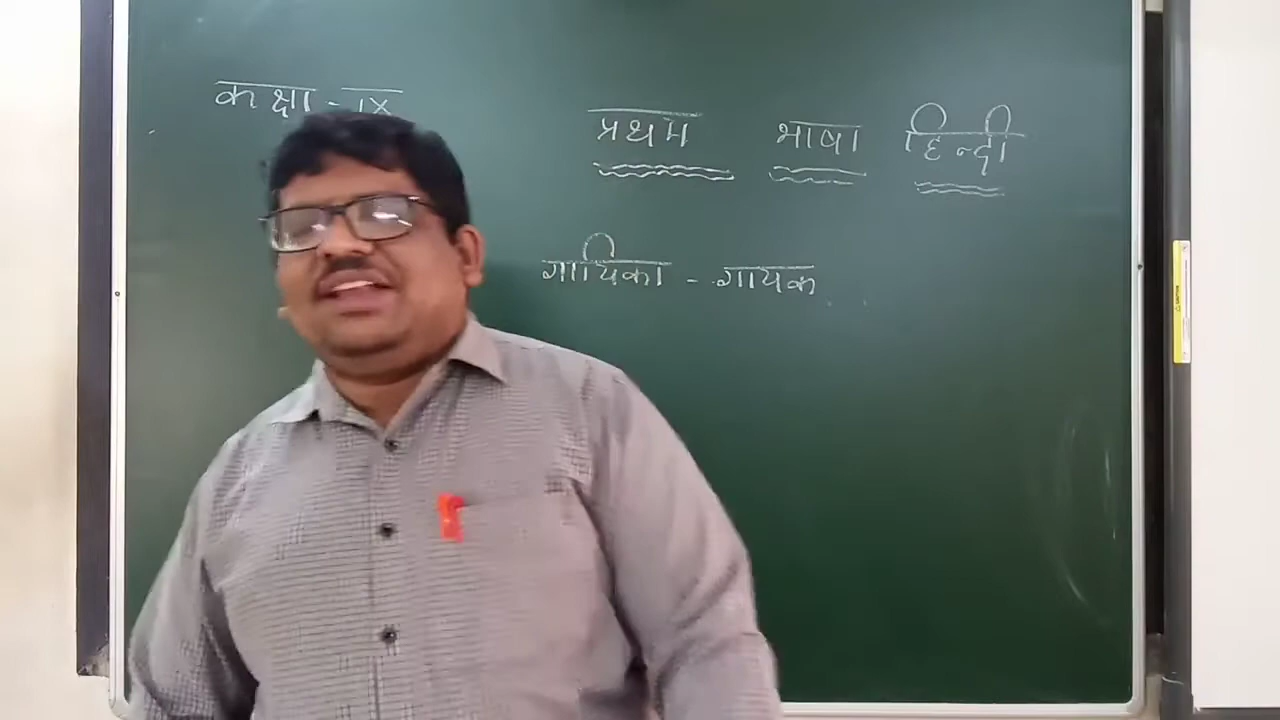 कक्षा - IX
प्रथम भाषा हिन्दी
गायिका - गायक